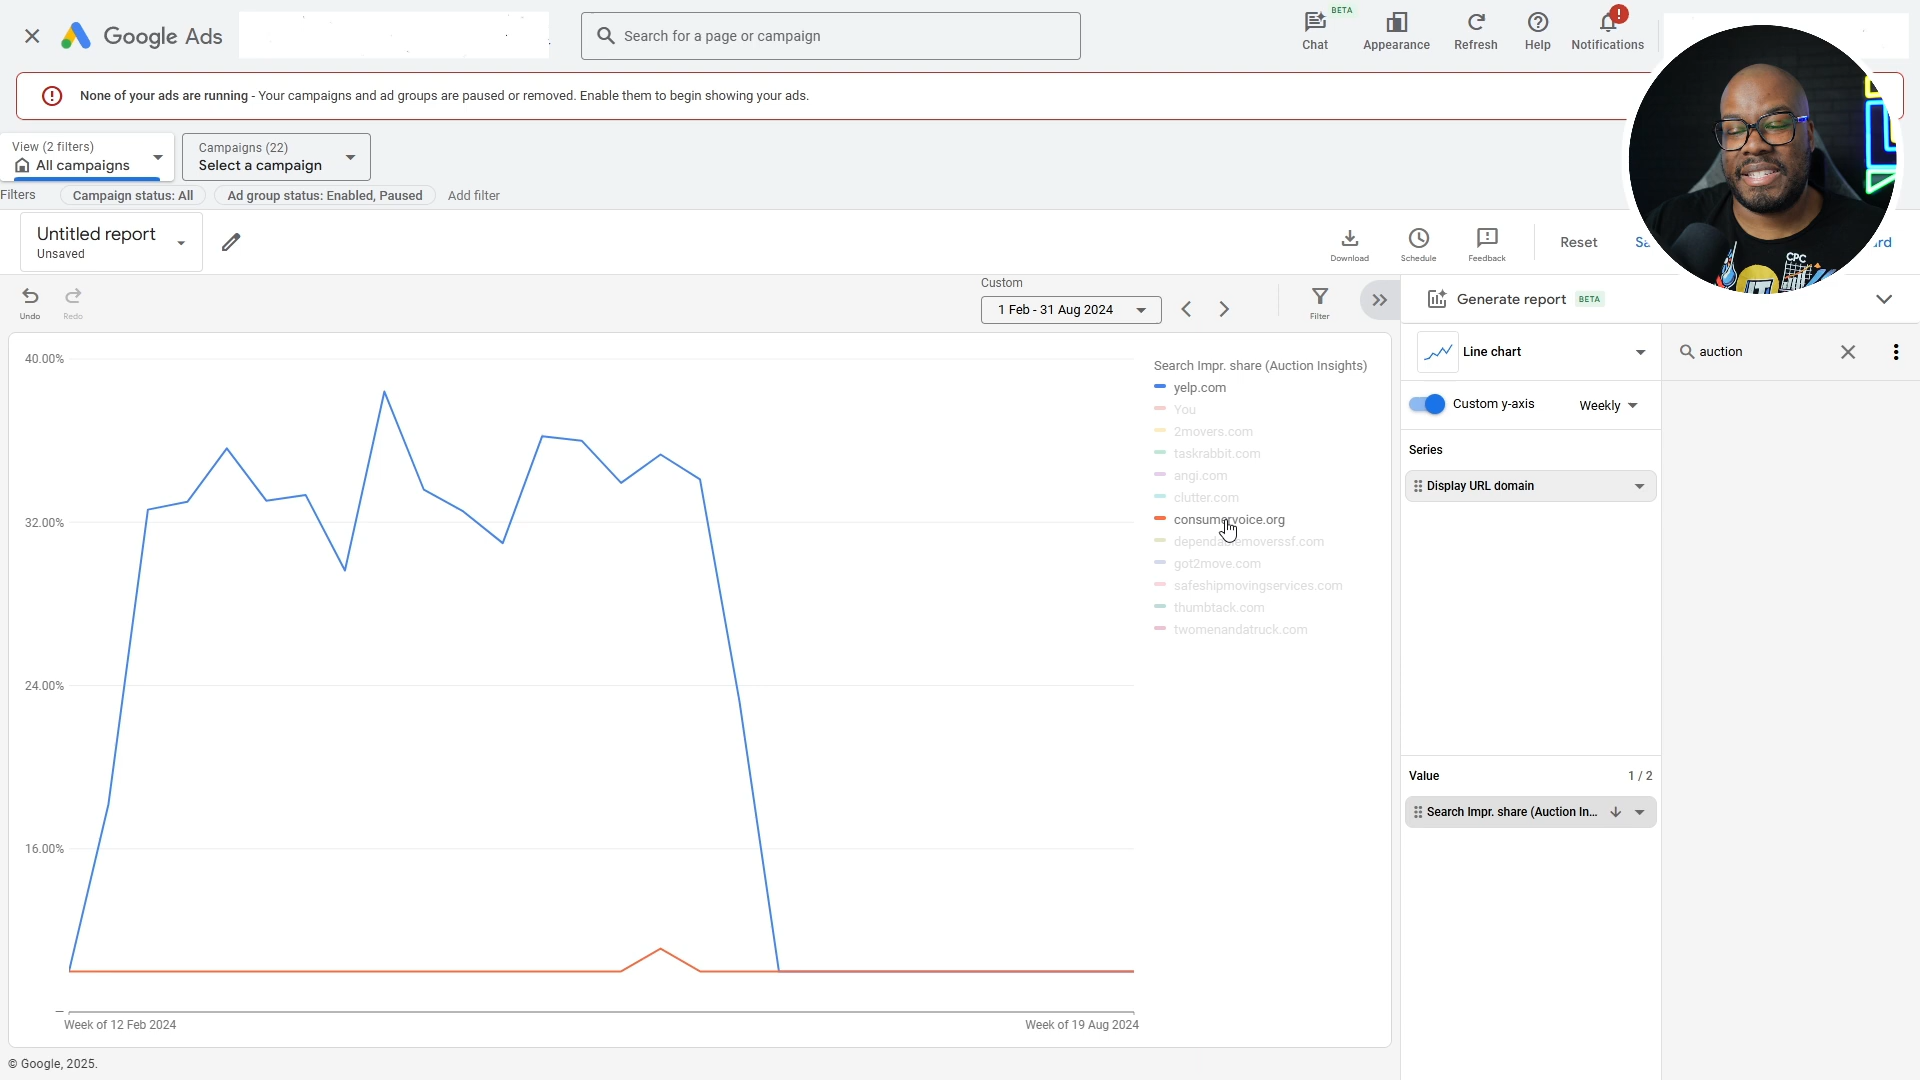 Google Ads
Search for a page or campaign
BETA
Chat
Appearance
Refresh
Help
!
Notifications
None of your ads are running - Your campaigns and ad groups are paused or removed. Enable them to begin showing your ads.
View (2 filters)
All campaigns
Campaigns (22)
Select a campaign
Filters
Campaign status: All
Ad group status: Enabled, Paused
Add filter
Untitled report
Unsaved
Download
Schedule
Feedback
Reset
CPC
Undo
Redo
Custom
1 Feb - 31 Aug 2024
Filter
Generate report BETA
Line chart
auction
Custom y-axis
Weekly
Series
Display URL domain
Value
1 / 2
Search Impr. share (Auction In...
40.00%
32.00%
24.00%
16.00%
—
Week of 12 Feb 2024
Week of 19 Aug 2024
Search Impr. share (Auction Insights)
yelp.com
You
2movers.com
taskrabbit.com
angi.com
clutter.com
consumervoice.org
dependablemoverssf.com
got2move.com
safeshipmovingservices.com
thumbtack.com
twomenandatruck.com
© Google, 2025.